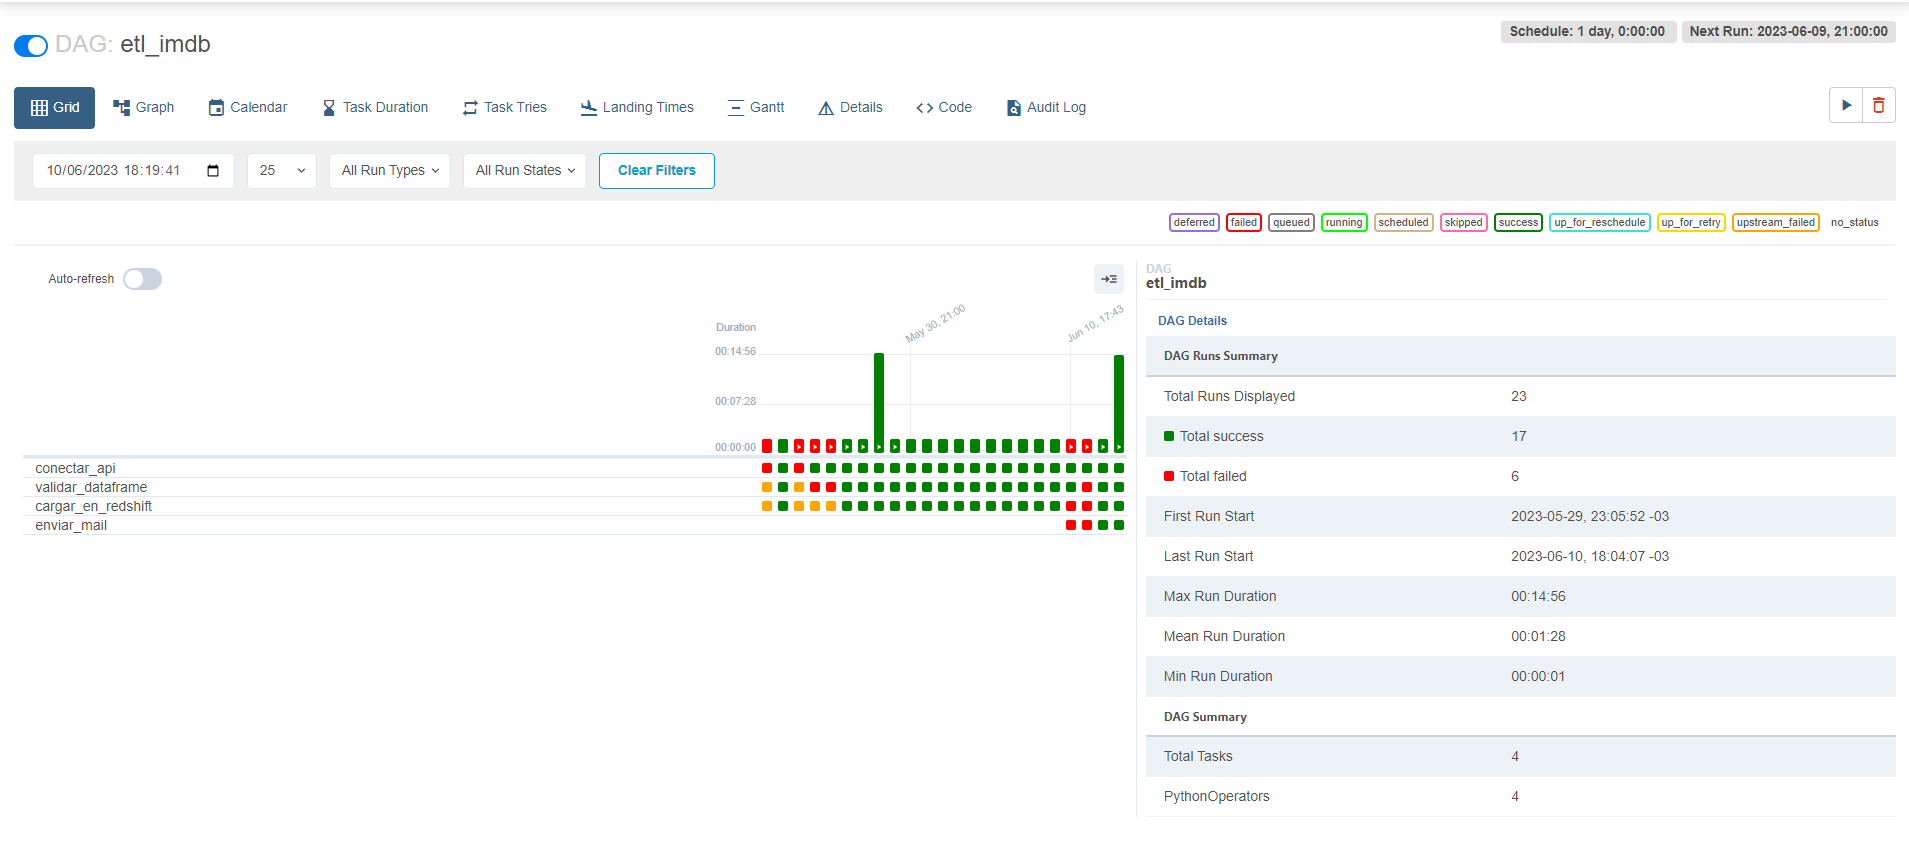 DAG: etl_imdb
Schedule: 1 day, 0:00:00
Next Run: 2023-06-09, 21:00:00
Grid
Graph
Calendar
Task Duration
Task Tries
Landing Times
Gantt
Details
Code
Audit Log
10/06/2023 18:19:41
25
All Run Types
All Run States
Clear Filters
deferred
failed
queued
running
scheduled
skipped
success
up_for_reschedule
up_for_retry
upstream_failed
no_status
Auto-refresh
Duration
00:14:56
00:07:28
00:00:00
May 30, 21:00
Jun 10, 17:43
conectar_api
validar_dataframe
cargar_en_redshift
enviar_mail
DAG
etl_imdb
DAG Details
DAG Runs Summary
Total Runs Displayed 23
Total success 17
Total failed 6
First Run Start 2023-05-29, 23:05:52 -03
Last Run Start 2023-06-10, 18:04:07 -03
Max Run Duration 00:14:56
Mean Run Duration 00:01:28
Min Run Duration 00:00:01
DAG Summary
Total Tasks 4
PythonOperators 4